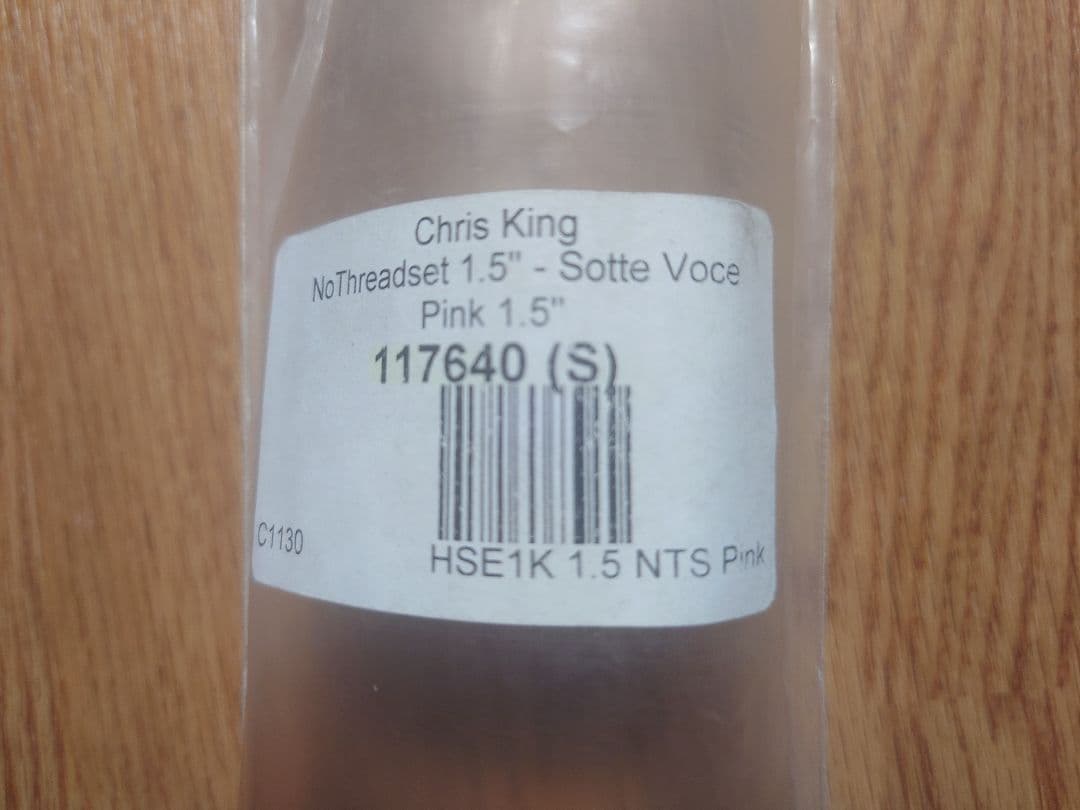 Chris King
NoThreadset 1.5" - Sotte Voce
Pink 1.5"
117640 (S)
C1130
HSE1K 1.5 NTS Pink